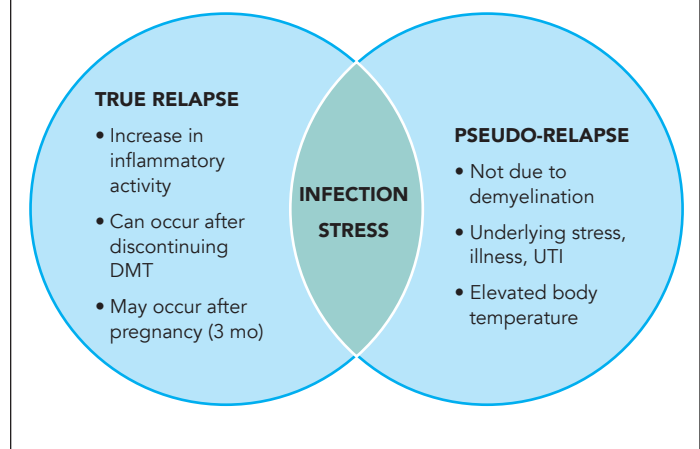 TRUE RELAPSE
• Increase in
inflammatory
activity
• Can occur after
discontinuing
DMT
• May occur after
pregnancy (3 mo)
INFECTION
STRESS
PSEUDO-RELAPSE
• Not due to
demyelination
• Underlying stress,
illness, UTI
• Elevated body
temperature